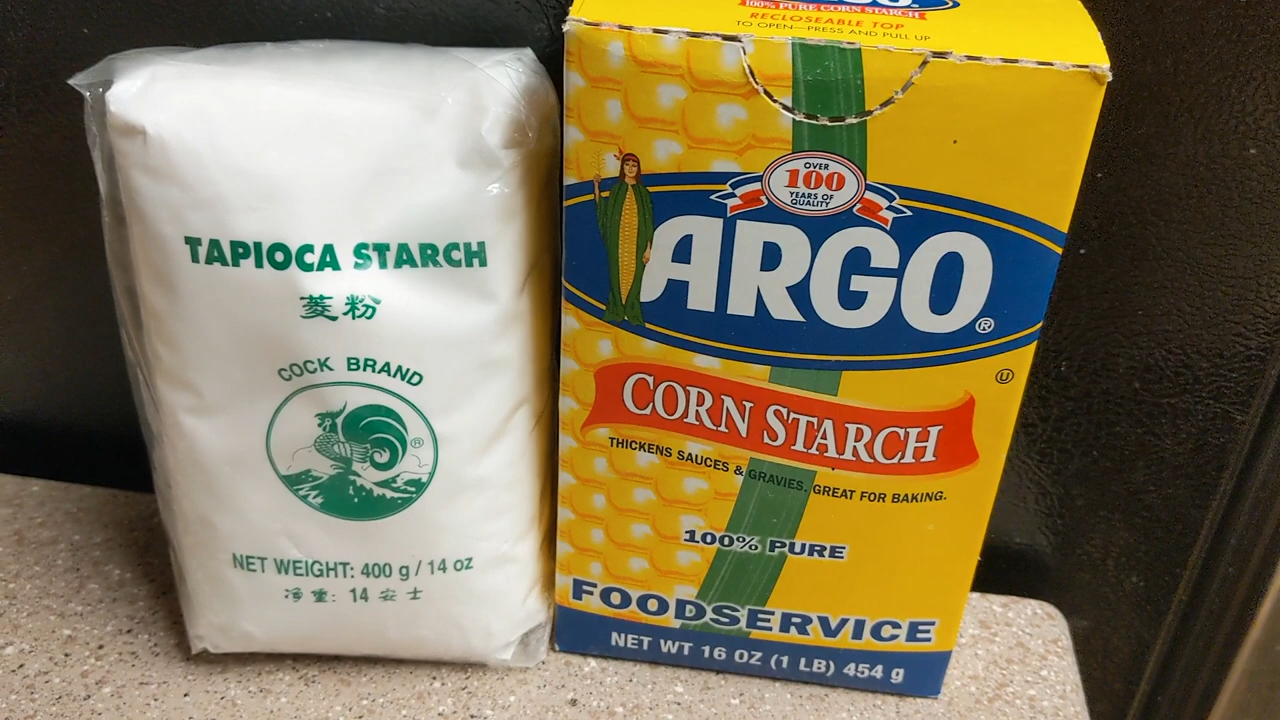 TAPIOCA STARCH
菱粉
COCK BRAND
®
NET WEIGHT: 400 g / 14 oz
净重: 14 安士
100% PURE CORN STARCH
RECLOSEABLE TOP
TO OPEN—PRESS AND PULL UP
OVER
100
YEARS OF
QUALITY
ARGO®
U
CORN STARCH
THICKENS SAUCES & GRAVIES, GREAT FOR BAKING.
100% PURE
FOODSERVICE
NET WT 16 OZ (1 LB) 454 g